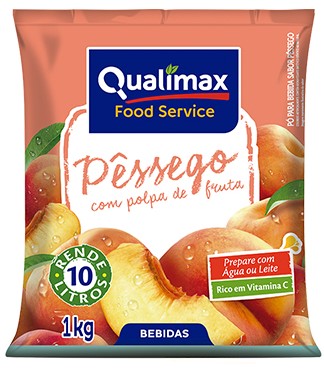 Qualimax
Food Service
Pêssego
com polpa de fruta
RENDE
10
LITROS
1kg
Prepare com
Água ou Leite
Rico em Vitamina C
BEBIDAS
PÓ PARA BEBIDA SABOR PÊSSEGO